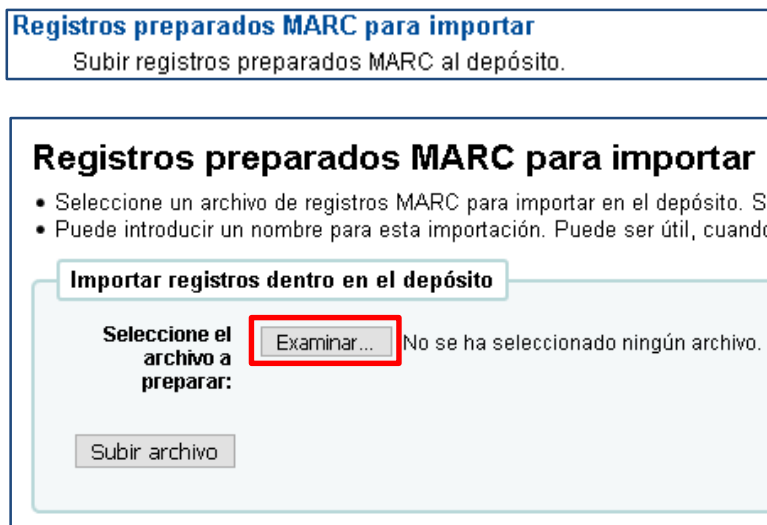 Registros preparados MARC para importar
Subir registros preparados MARC al depósito.
Registros preparados MARC para importar
• Seleccione un archivo de registros MARC para importar en el depósito. S
• Puede introducir un nombre para esta importación. Puede ser útil, cuando
Importar registros dentro en el depósito
Seleccione el
archivo a
preparar:
Examinar... No se ha seleccionado ningún archivo.
Subir archivo